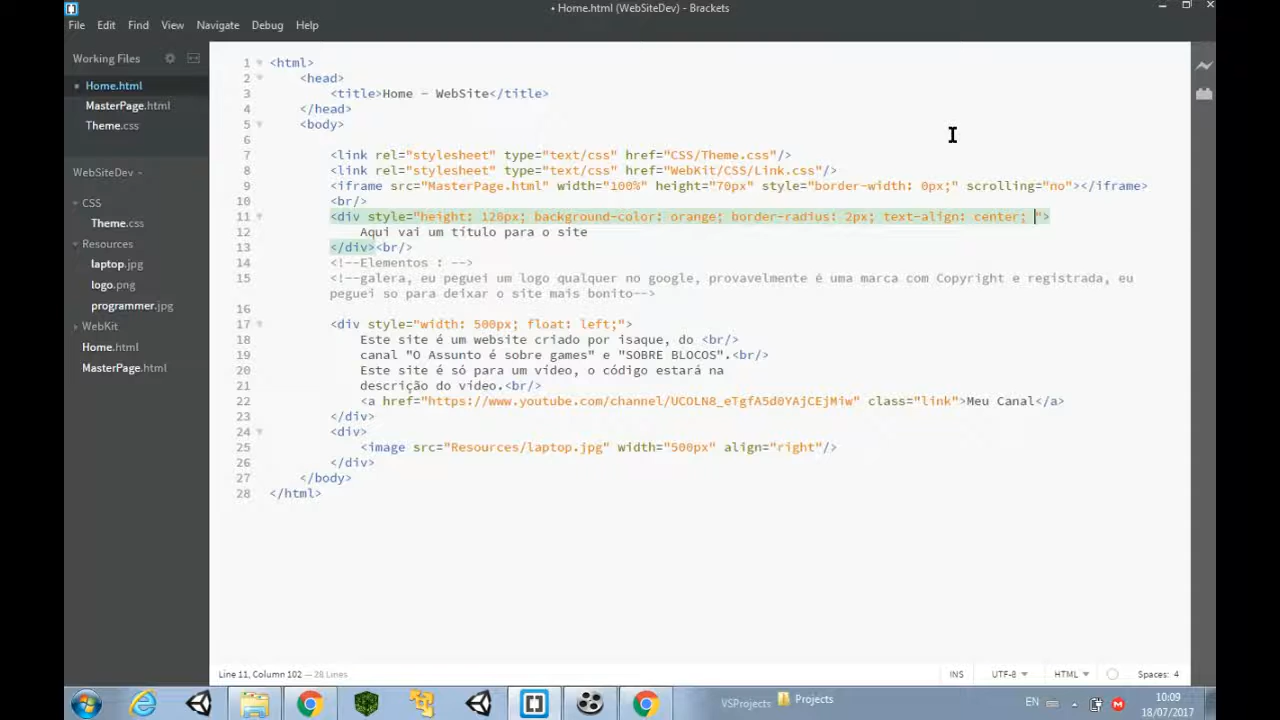 • Home.html (WebSiteDev) - Brackets
File Edit Find View Navigate Debug Help
Working Files
• Home.html
MasterPage.html
Theme.css
WebSiteDev
CSS
Theme.css
Resources
laptop.jpg
logo.png
programmer.jpg
WebKit
Home.html
MasterPage.html
1 <html>
2 <head>
3 <title>Home - WebSite</title>
4 </head>
5 <body>
6
7 <link rel="stylesheet" type="text/css" href="CSS/Theme.css"/>
8 <link rel="stylesheet" type="text/css" href="WebKit/CSS/Link.css"/>
9 <iframe src="MasterPage.html" width="100%" height="70px" style="border-width: 0px;" scrolling="no"></iframe>
10 <br/>
11 <div style="height: 120px; background-color: orange; border-radius: 2px; text-align: center; ">
12 Aqui vai um título para o site
13 </div><br/>
14 <!--Elementos : -->
15 <!--galera, eu peguei um logo qualquer no google, provavelmente é uma marca com Copyright e registrada, eu
peguei so para deixar o site mais bonito-->
16
17 <div style="width: 500px; float: left;">
18 Este site é um website criado por isaque, do <br/>
19 canal "O Assunto é sobre games" e "SOBRE BLOCOS".<br/>
20 Este site é só para um vídeo, o código estará na
21 descrição do video.<br/>
22 <a href="https://www.youtube.com/channel/UCOLN8_eTgfA5d0YAjCEjMiw" class="link">Meu Canal</a>
23 </div>
24 <div>
25 <image src="Resources/laptop.jpg" width="500px" align="right"/>
26 </div>
27 </body>
28 </html>
Line 11, Column 102 — 28 Lines
INS UTF-8 HTML Spaces: 4
VSProjects Projects
EN
10:09
18/07/2017